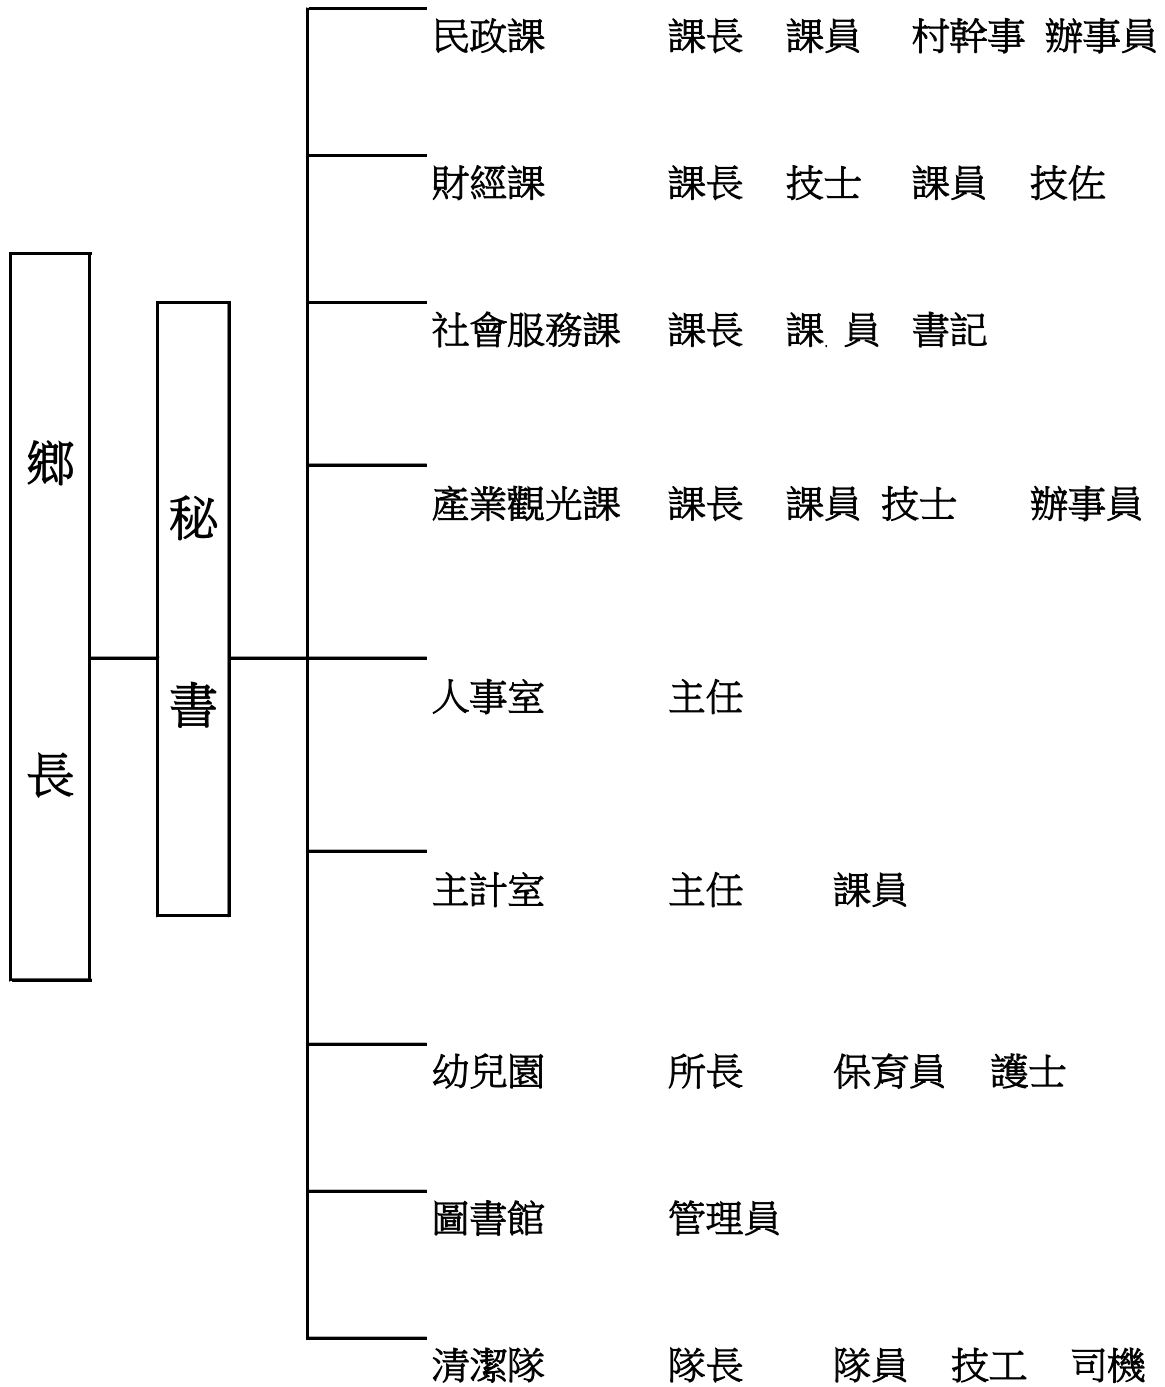 鄉長
秘書
民政課 課長 課員 村幹事 辦事員
財經課 課長 技士 課員 技佐
社會服務課 課長 課 員 書記
產業觀光課 課長 課員 技士 辦事員
人事室 主任
主計室 主任 課員
幼兒園 所長 保育員 護士
圖書館 管理員
清潔隊 隊長 隊員 技工 司機